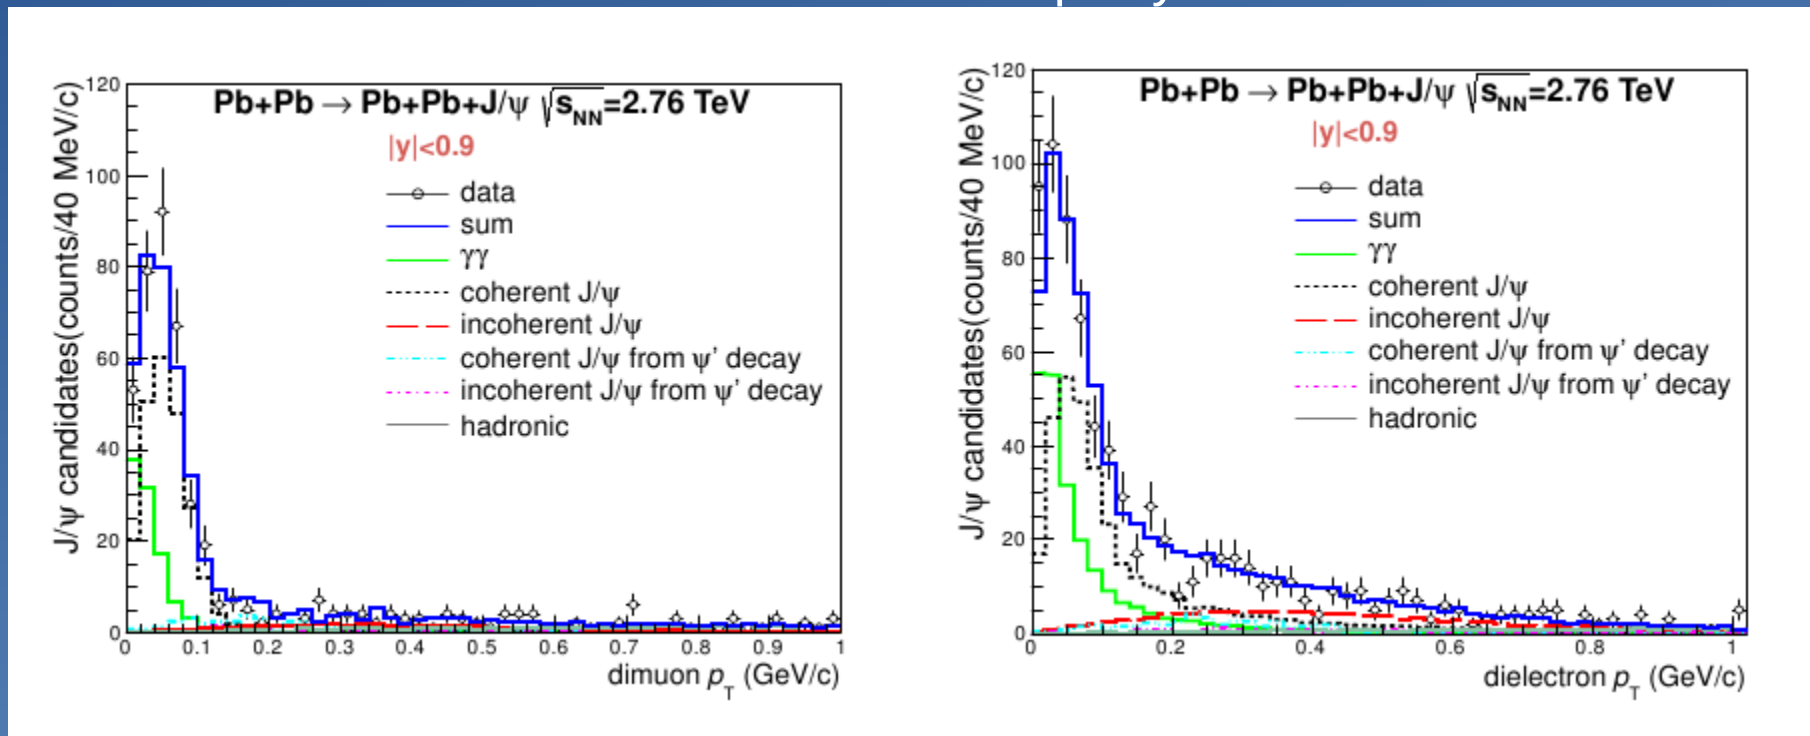 Pb+Pb → Pb+Pb+J/ψ √sNN=2.76 TeV
|y|<0.9
data
sum
γγ
coherent J/ψ
incoherent J/ψ
coherent J/ψ from ψ' decay
incoherent J/ψ from ψ' decay
hadronic
J/ψ candidates(counts/40 MeV/c)
120
100
80
60
40
20
0
0 0.1 0.2 0.3 0.4 0.5 0.6 0.7 0.8 0.9 1
dimuon pT (GeV/c)
Pb+Pb → Pb+Pb+J/ψ √sNN=2.76 TeV
|y|<0.9
data
sum
γγ
coherent J/ψ
incoherent J/ψ
coherent J/ψ from ψ' decay
incoherent J/ψ from ψ' decay
hadronic
J/ψ candidates(counts/40 MeV/c)
120
100
80
60
40
20
0
0 0.2 0.4 0.6 0.8 1
dielectron pT (GeV/c)